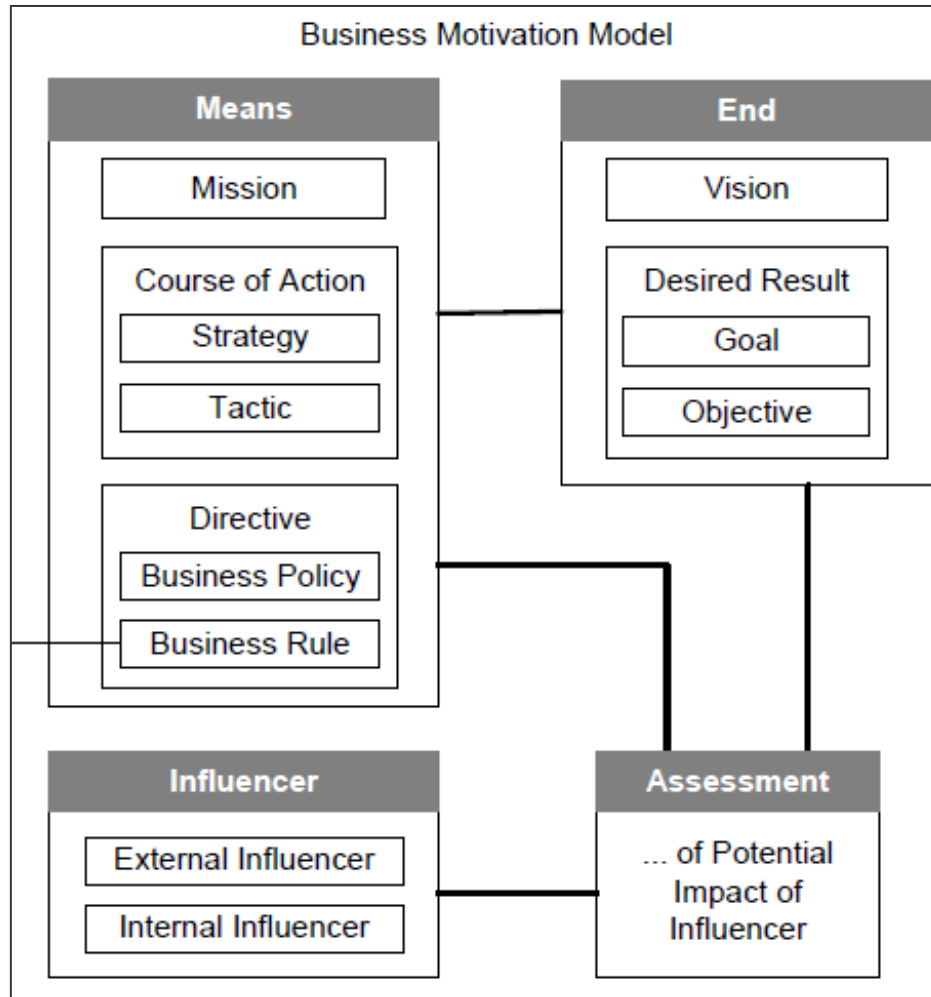 Business Motivation Model
Means
Mission
Course of Action
Strategy
Tactic
Directive
Business Policy
Business Rule
End
Vision
Desired Result
Goal
Objective
Influencer
External Influencer
Internal Influencer
Assessment
... of Potential
Impact of
Influencer